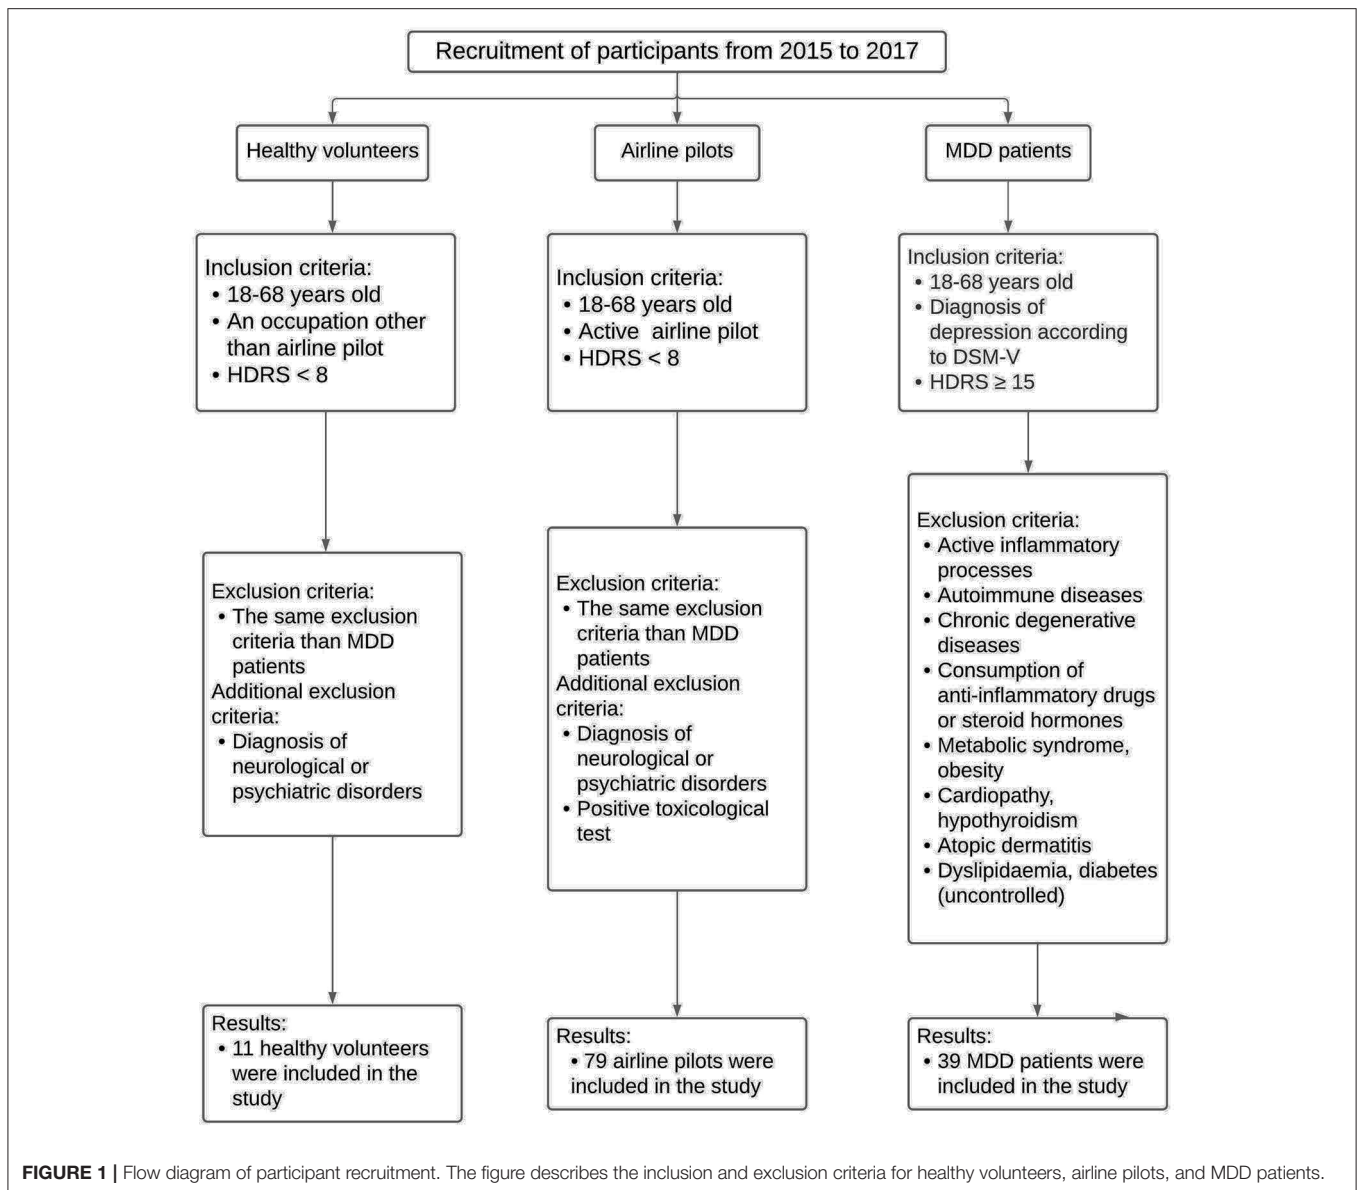 Recruitment of participants from 2015 to 2017
Healthy volunteers
Airline pilots
MDD patients
Inclusion criteria:
• 18-68 years old
• An occupation other
than airline pilot
• HDRS < 8
Inclusion criteria:
• 18-68 years old
• Active airline pilot
• HDRS < 8
Inclusion criteria:
• 18-68 years old
• Diagnosis of
depression according
to DSM-V
• HDRS ≥ 15
Exclusion criteria:
• The same exclusion
criteria than MDD
patients
Additional exclusion
criteria:
• Diagnosis of
neurological or
psychiatric disorders
Exclusion criteria:
• The same exclusion
criteria than MDD
patients
Additional exclusion
criteria:
• Diagnosis of
neurological or
psychiatric disorders
• Positive toxicological
test
Exclusion criteria:
• Active inflammatory
processes
• Autoimmune diseases
• Chronic degenerative
diseases
• Consumption of
anti-inflammatory drugs
or steroid hormones
• Metabolic syndrome,
obesity
• Cardiopathy,
hypothyroidism
• Atopic dermatitis
• Dyslipidaemia, diabetes
(uncontrolled)
Results:
• 11 healthy volunteers
were included in the
study
Results:
• 79 airline pilots were
included in the study
Results:
• 39 MDD patients were
included in the study
FIGURE 1 | Flow diagram of participant recruitment. The figure describes the inclusion and exclusion criteria for healthy volunteers, airline pilots, and MDD patients.